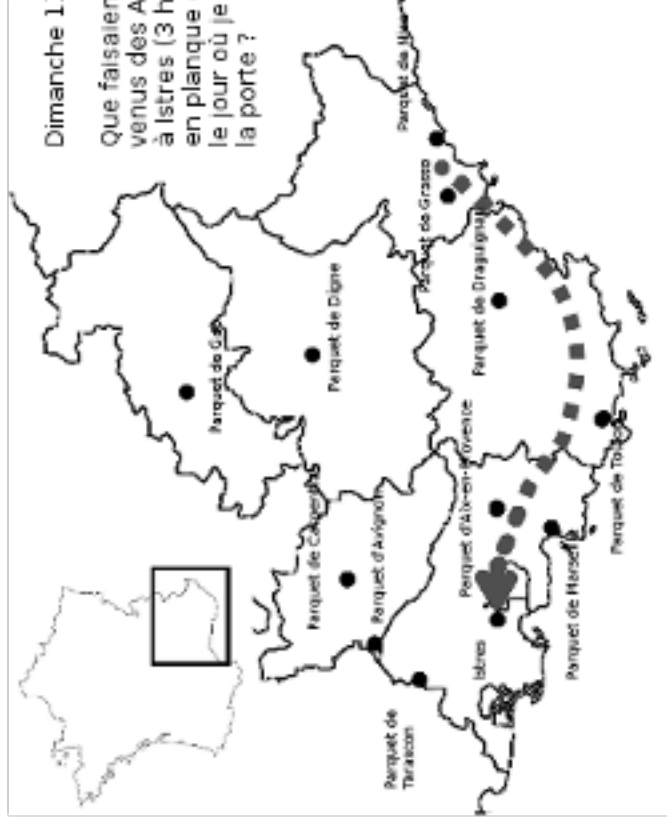 Dimanche 1
Que faisaien
venus des A
à Istres (3 h
en planque
le jour où je
la porte ?
Parquet de
Parquet de Digne
Parquet de Grasse
Parquet de
Parquet de Draguignan
Parquet de Carpentras
Parquet d'Avignon
Parquet d'Aix-en-Provence
Parquet de
Tarascon
Istres
Parquet de Marseille
Parquet de Toulon